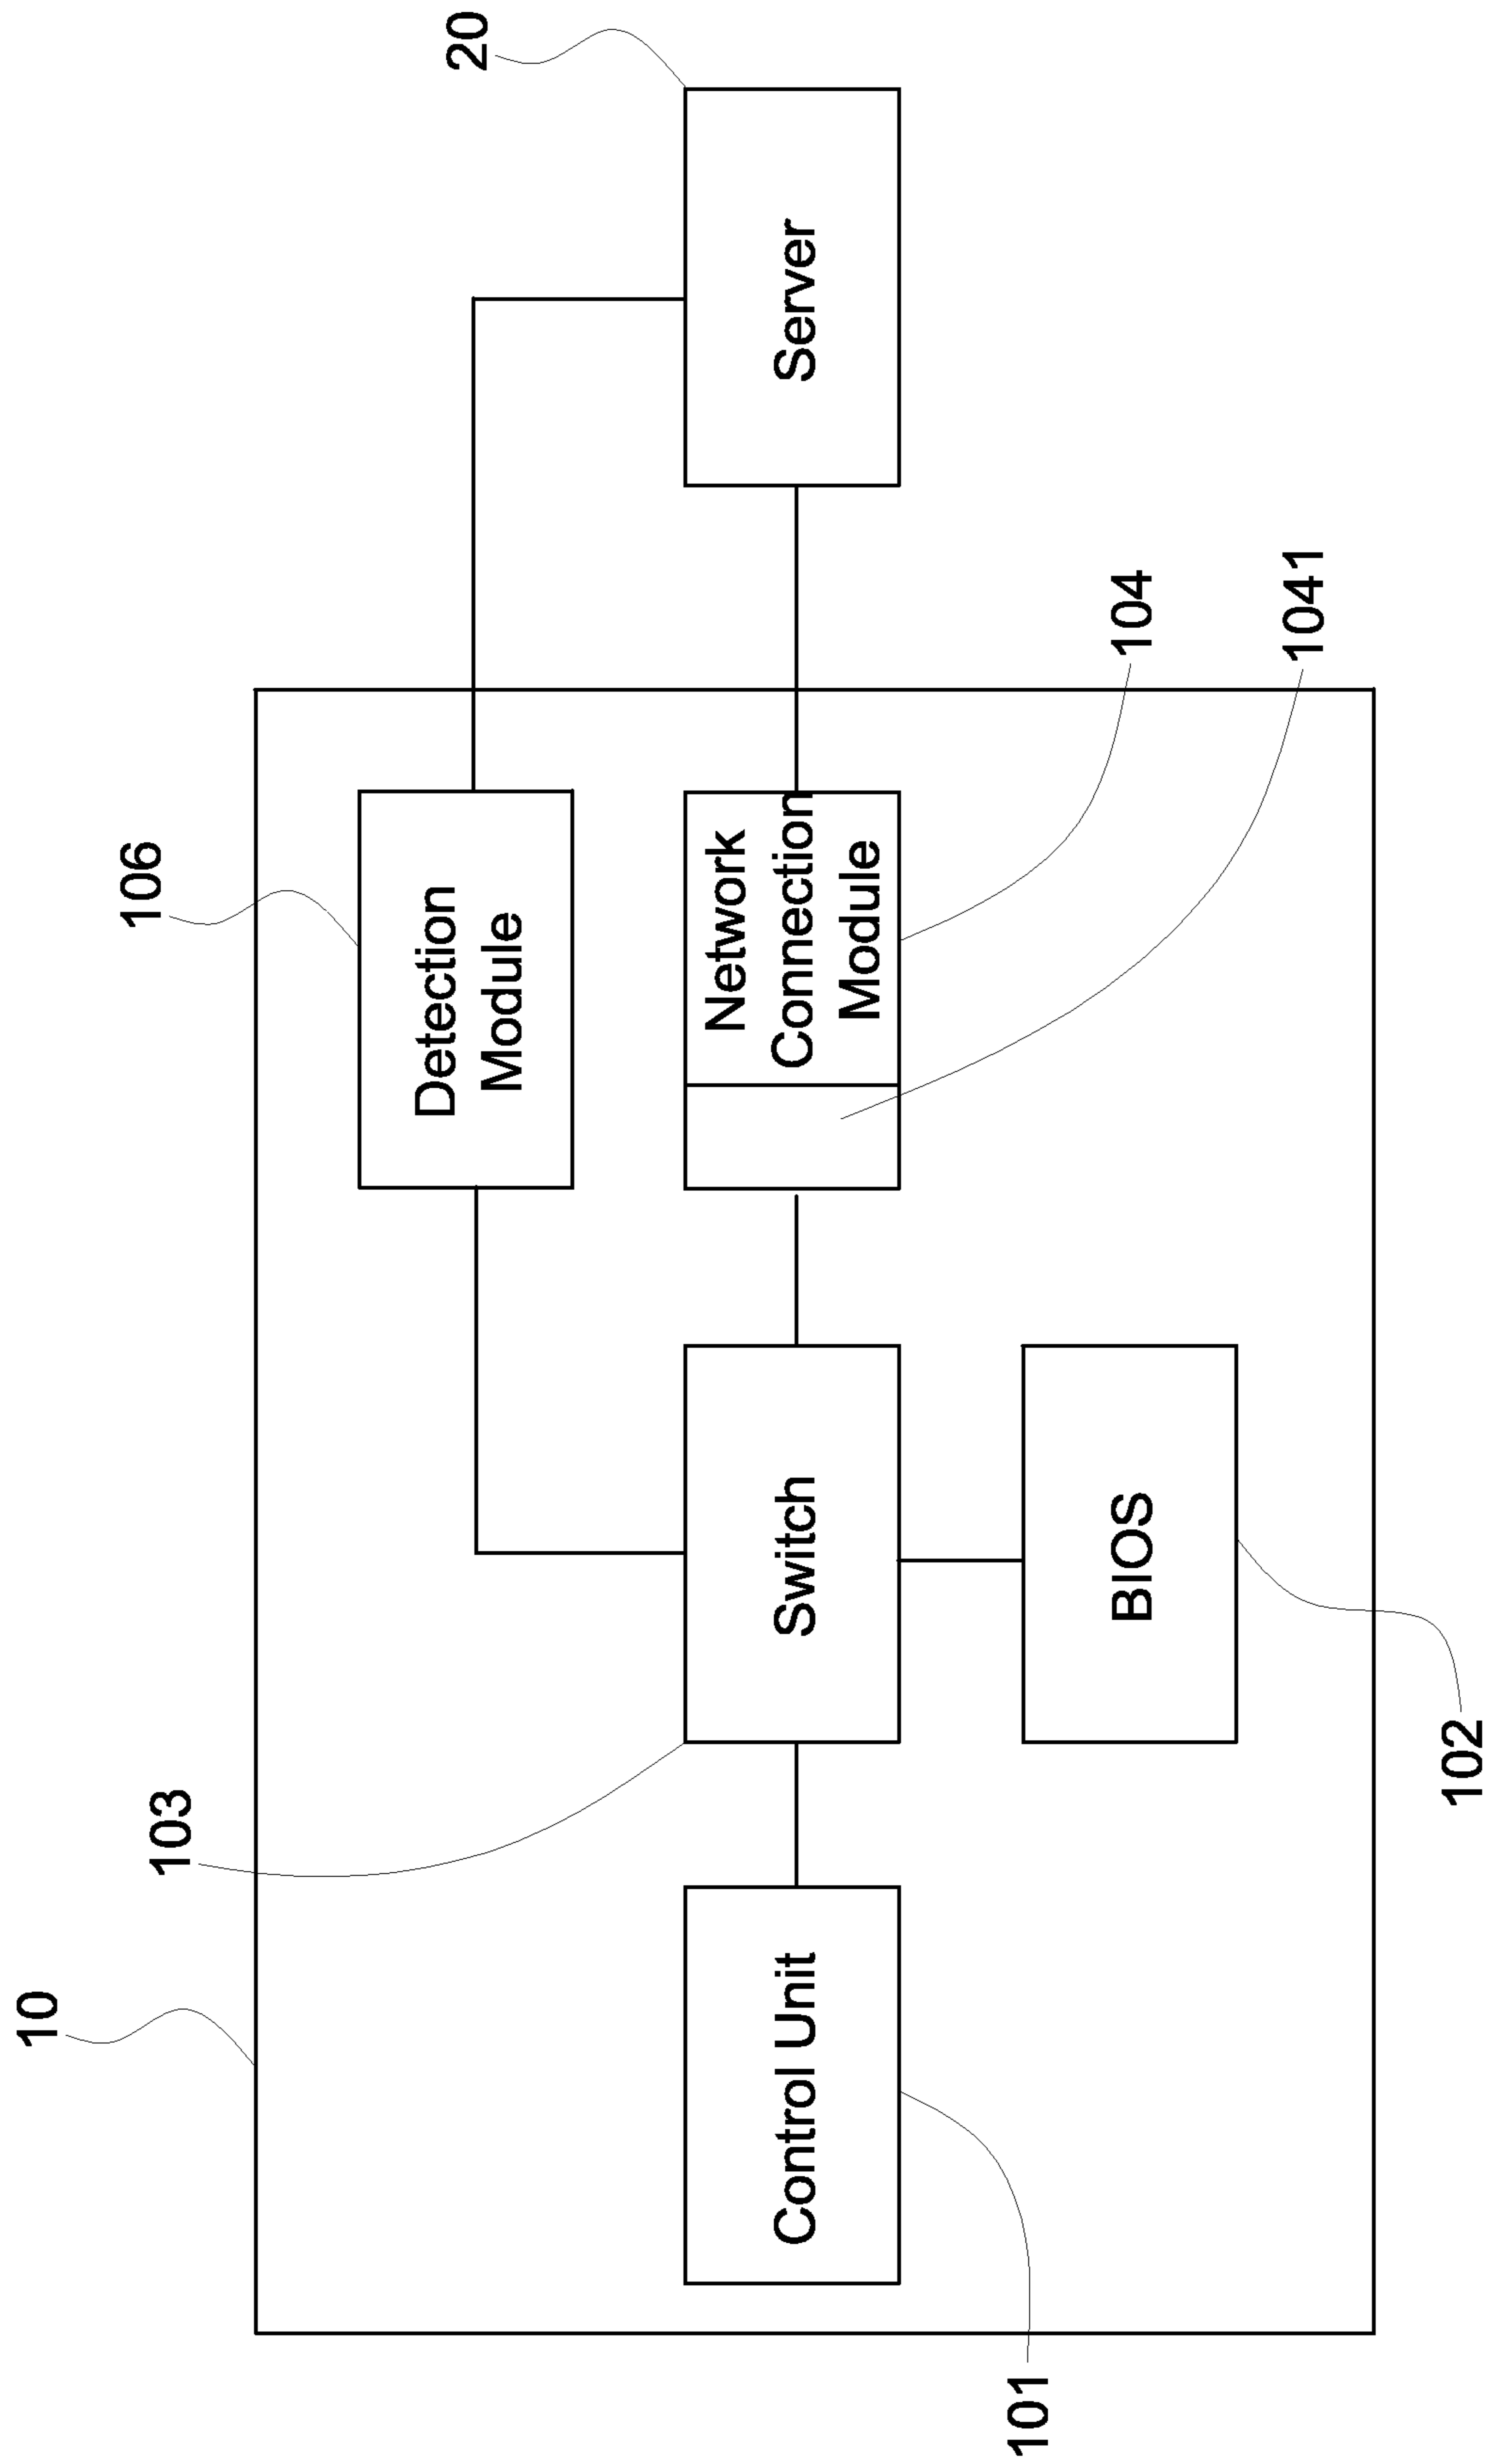 10
103
106
20
Detection
Module
Control Unit
Switch
Network
Connection
Module
Server
BIOS
101
102
104
1041